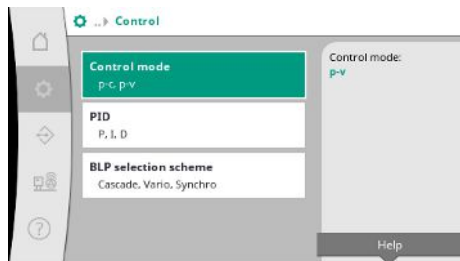 ..▸ Control
Control mode
p-c, p-v
PID
P, I, D
BLP selection scheme
Cascade, Vario, Synchro
Control mode:
p-v
Help
?